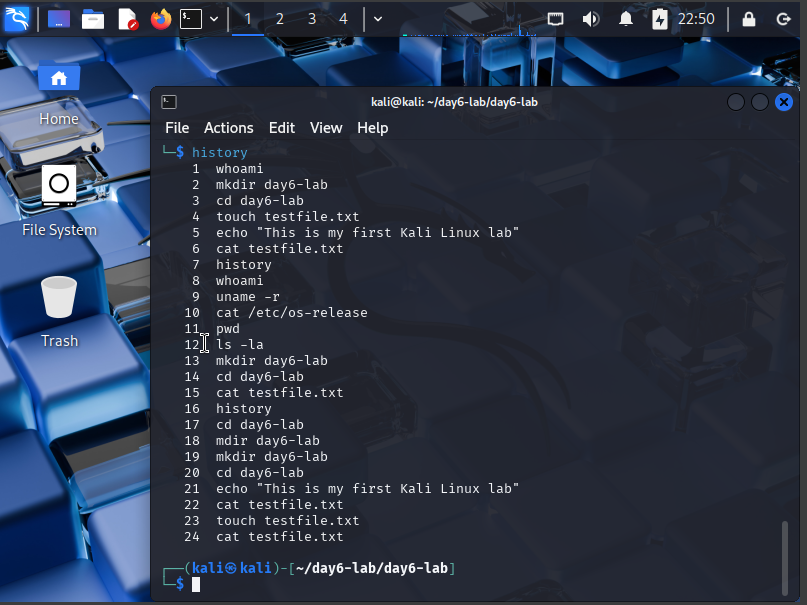 1 2 3 4 22:50
kali@kali: ~/day6-lab/day6-lab
File Actions Edit View Help
Home
File System
Trash
└─$ history
1 whoami
2 mkdir day6-lab
3 cd day6-lab
4 touch testfile.txt
5 echo "This is my first Kali Linux lab"
6 cat testfile.txt
7 history
8 whoami
9 uname -r
10 cat /etc/os-release
11 pwd
12 ls -la
13 mkdir day6-lab
14 cd day6-lab
15 cat testfile.txt
16 history
17 cd day6-lab
18 mdir day6-lab
19 mkdir day6-lab
20 cd day6-lab
21 echo "This is my first Kali Linux lab"
22 cat testfile.txt
23 touch testfile.txt
24 cat testfile.txt
┌──(kali㉿kali)-[~/day6-lab/day6-lab]
└─$